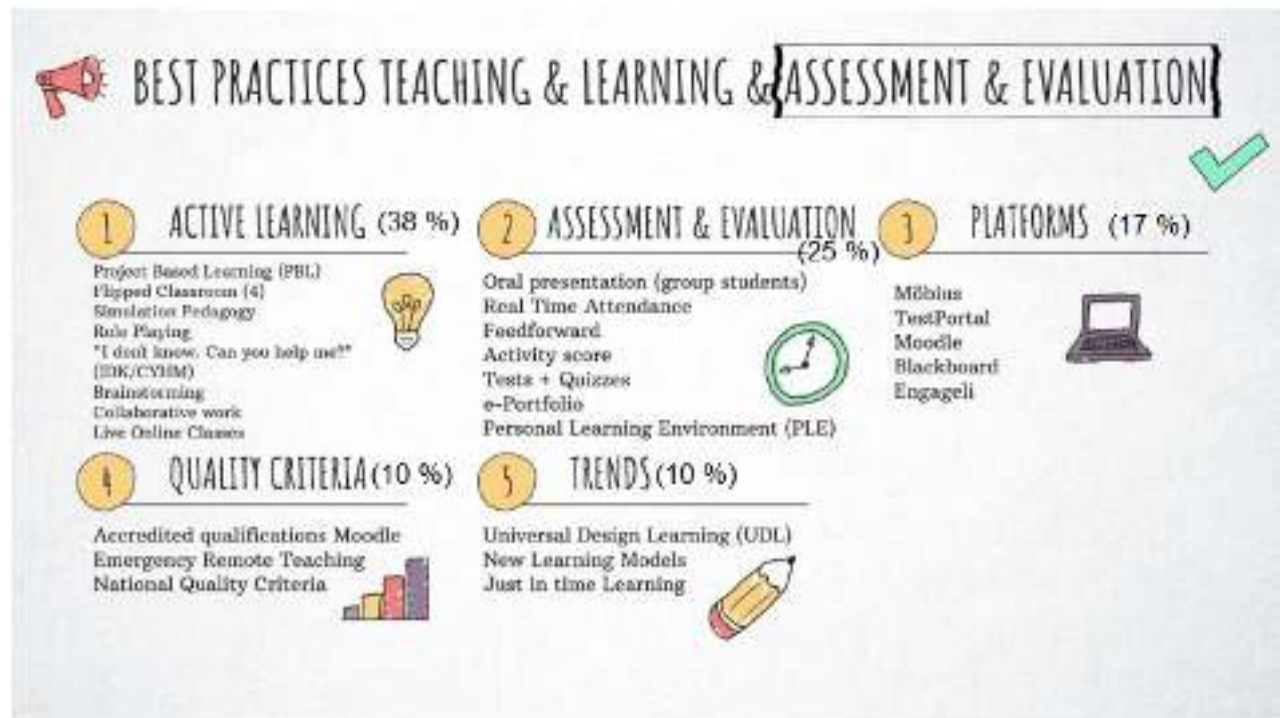 BEST PRACTICES TEACHING & LEARNING & ASSESSMENT & EVALUATION
1 ACTIVE LEARNING (38 %)
Project Based Learning (PBL)
Flipped Classroom (4)
Simulation Pedagogy
Role Playing
"I don't know. Can you help me?"
(IDK/CYHM)
Brainstorming
Collaborative work
Live Online Classes
2 ASSESSMENT & EVALUATION
(25 %)
Oral presentation (group students)
Real Time Attendance
Feedforward
Activity score
Tests + Quizzes
e-Portfolio
Personal Learning Environment (PLE)
3 PLATFORMS (17 %)
Möbius
TestPortal
Moodle
Blackboard
Engageli
4 QUALITY CRITERIA (10 %)
Accredited qualifications Moodle
Emergency Remote Teaching
National Quality Criteria
5 TRENDS (10 %)
Universal Design Learning (UDL)
New Learning Models
Just in time Learning